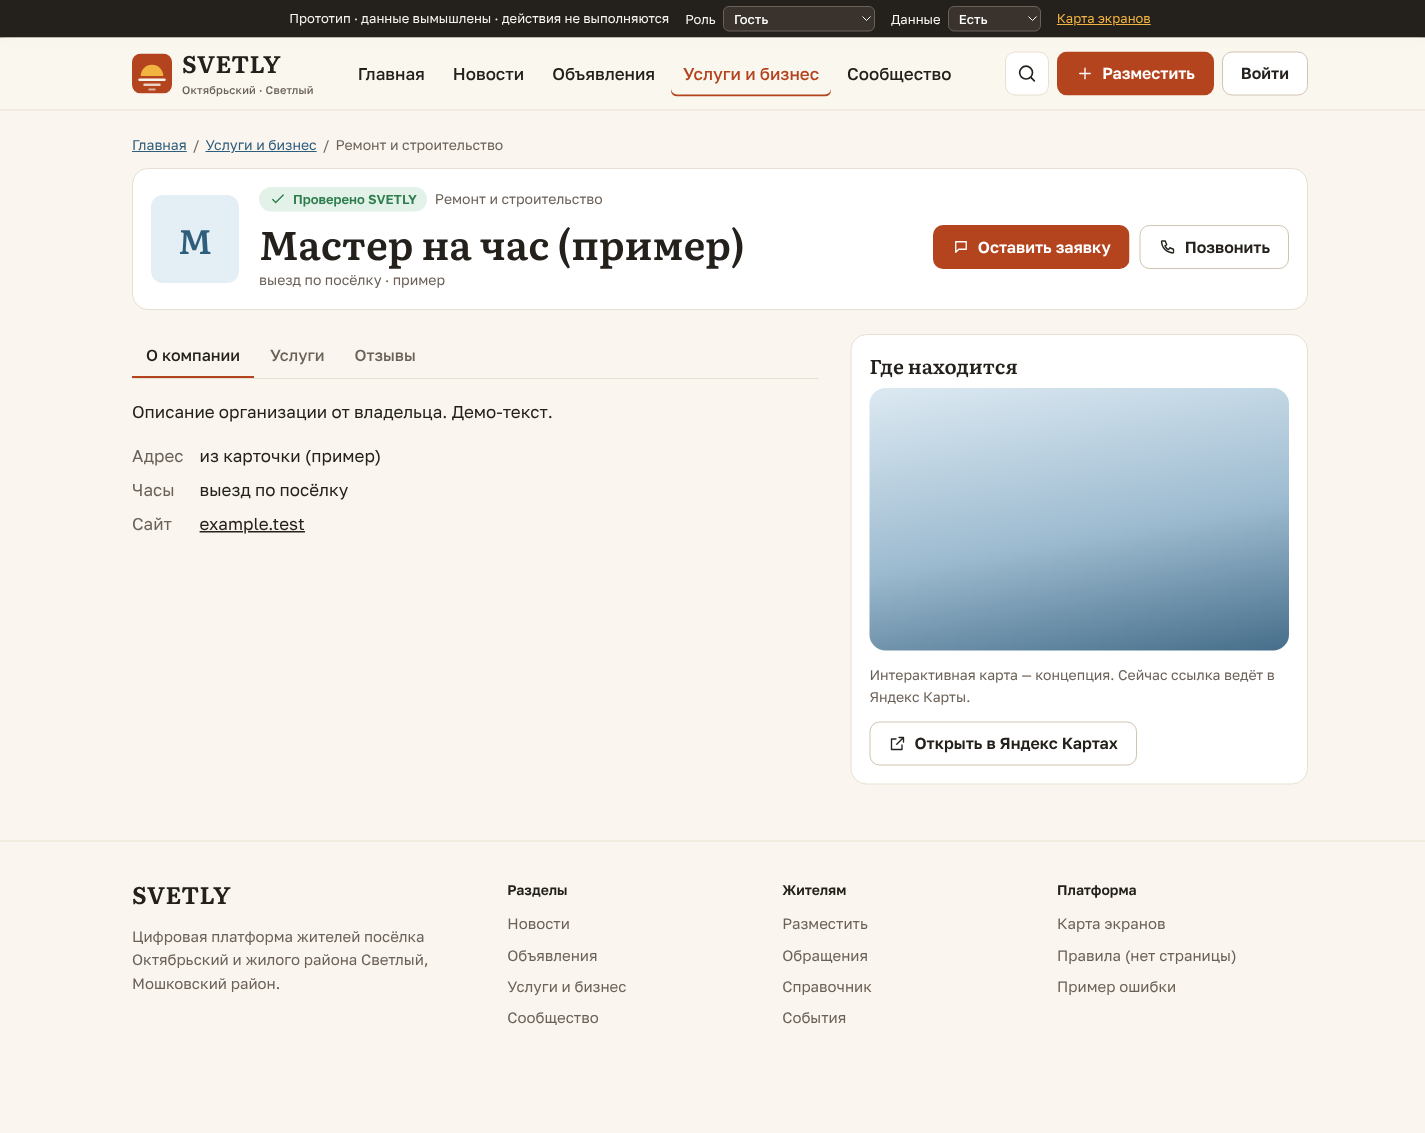 Прототип · данные вымышлены · действия не выполняются Роль Гость Данные Есть Карта экранов
SVETLY
Октябрьский · Светлый
Главная Новости Объявления Услуги и бизнес Сообщество
Разместить Войти
Главная / Услуги и бизнес / Ремонт и строительство
М
Проверено SVETLY Ремонт и строительство
Мастер на час (пример)
выезд по посёлку · пример
Оставить заявку Позвонить
О компании Услуги Отзывы
Описание организации от владельца. Демо-текст.
Адрес из карточки (пример)
Часы выезд по посёлку
Сайт example.test
Где находится
Интерактивная карта — концепция. Сейчас ссылка ведёт в
Яндекс Карты.
Открыть в Яндекс Картах
SVETLY
Цифровая платформа жителей посёлка
Октябрьский и жилого района Светлый,
Мошковский район.
Разделы
Новости
Объявления
Услуги и бизнес
Сообщество
Жителям
Разместить
Обращения
Справочник
События
Платформа
Карта экранов
Правила (нет страницы)
Пример ошибки